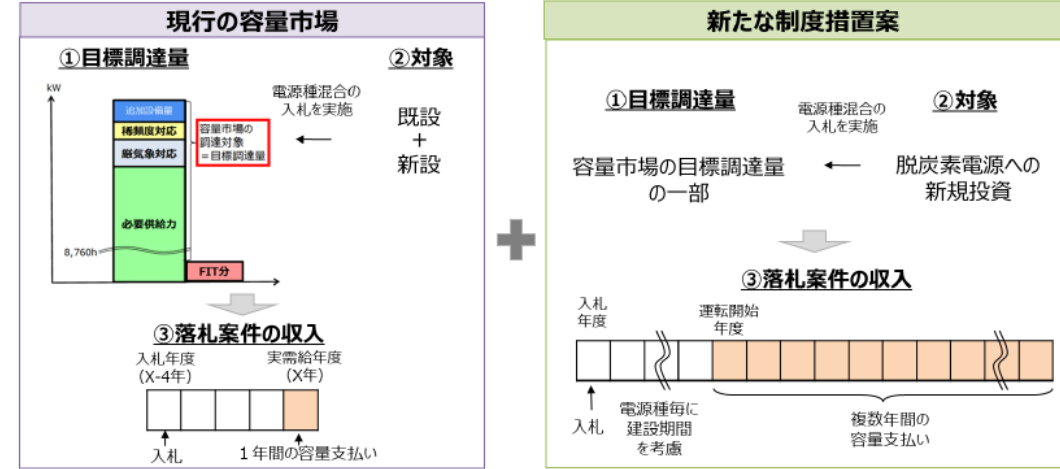 現行の容量市場
①目標調達量
②対象
kW
追加設備量
稀頻度対応
厳気象対応
必要供給力
8,760h
FIT分
容量市場の
調達対象
＝目標調達量
電源種混合の
入札を実施
既設
+
新設
③落札案件の収入
入札年度
(X-4年)
実需給年度
(X年)
入札
1年間の容量支払い
新たな制度措置案
①目標調達量
②対象
電源種混合の
入札を実施
容量市場の目標調達量
の一部
脱炭素電源への
新規投資
③落札案件の収入
入札
年度
運転開始
年度
入札
電源種毎に
建設期間
を考慮
複数年間の
容量支払い